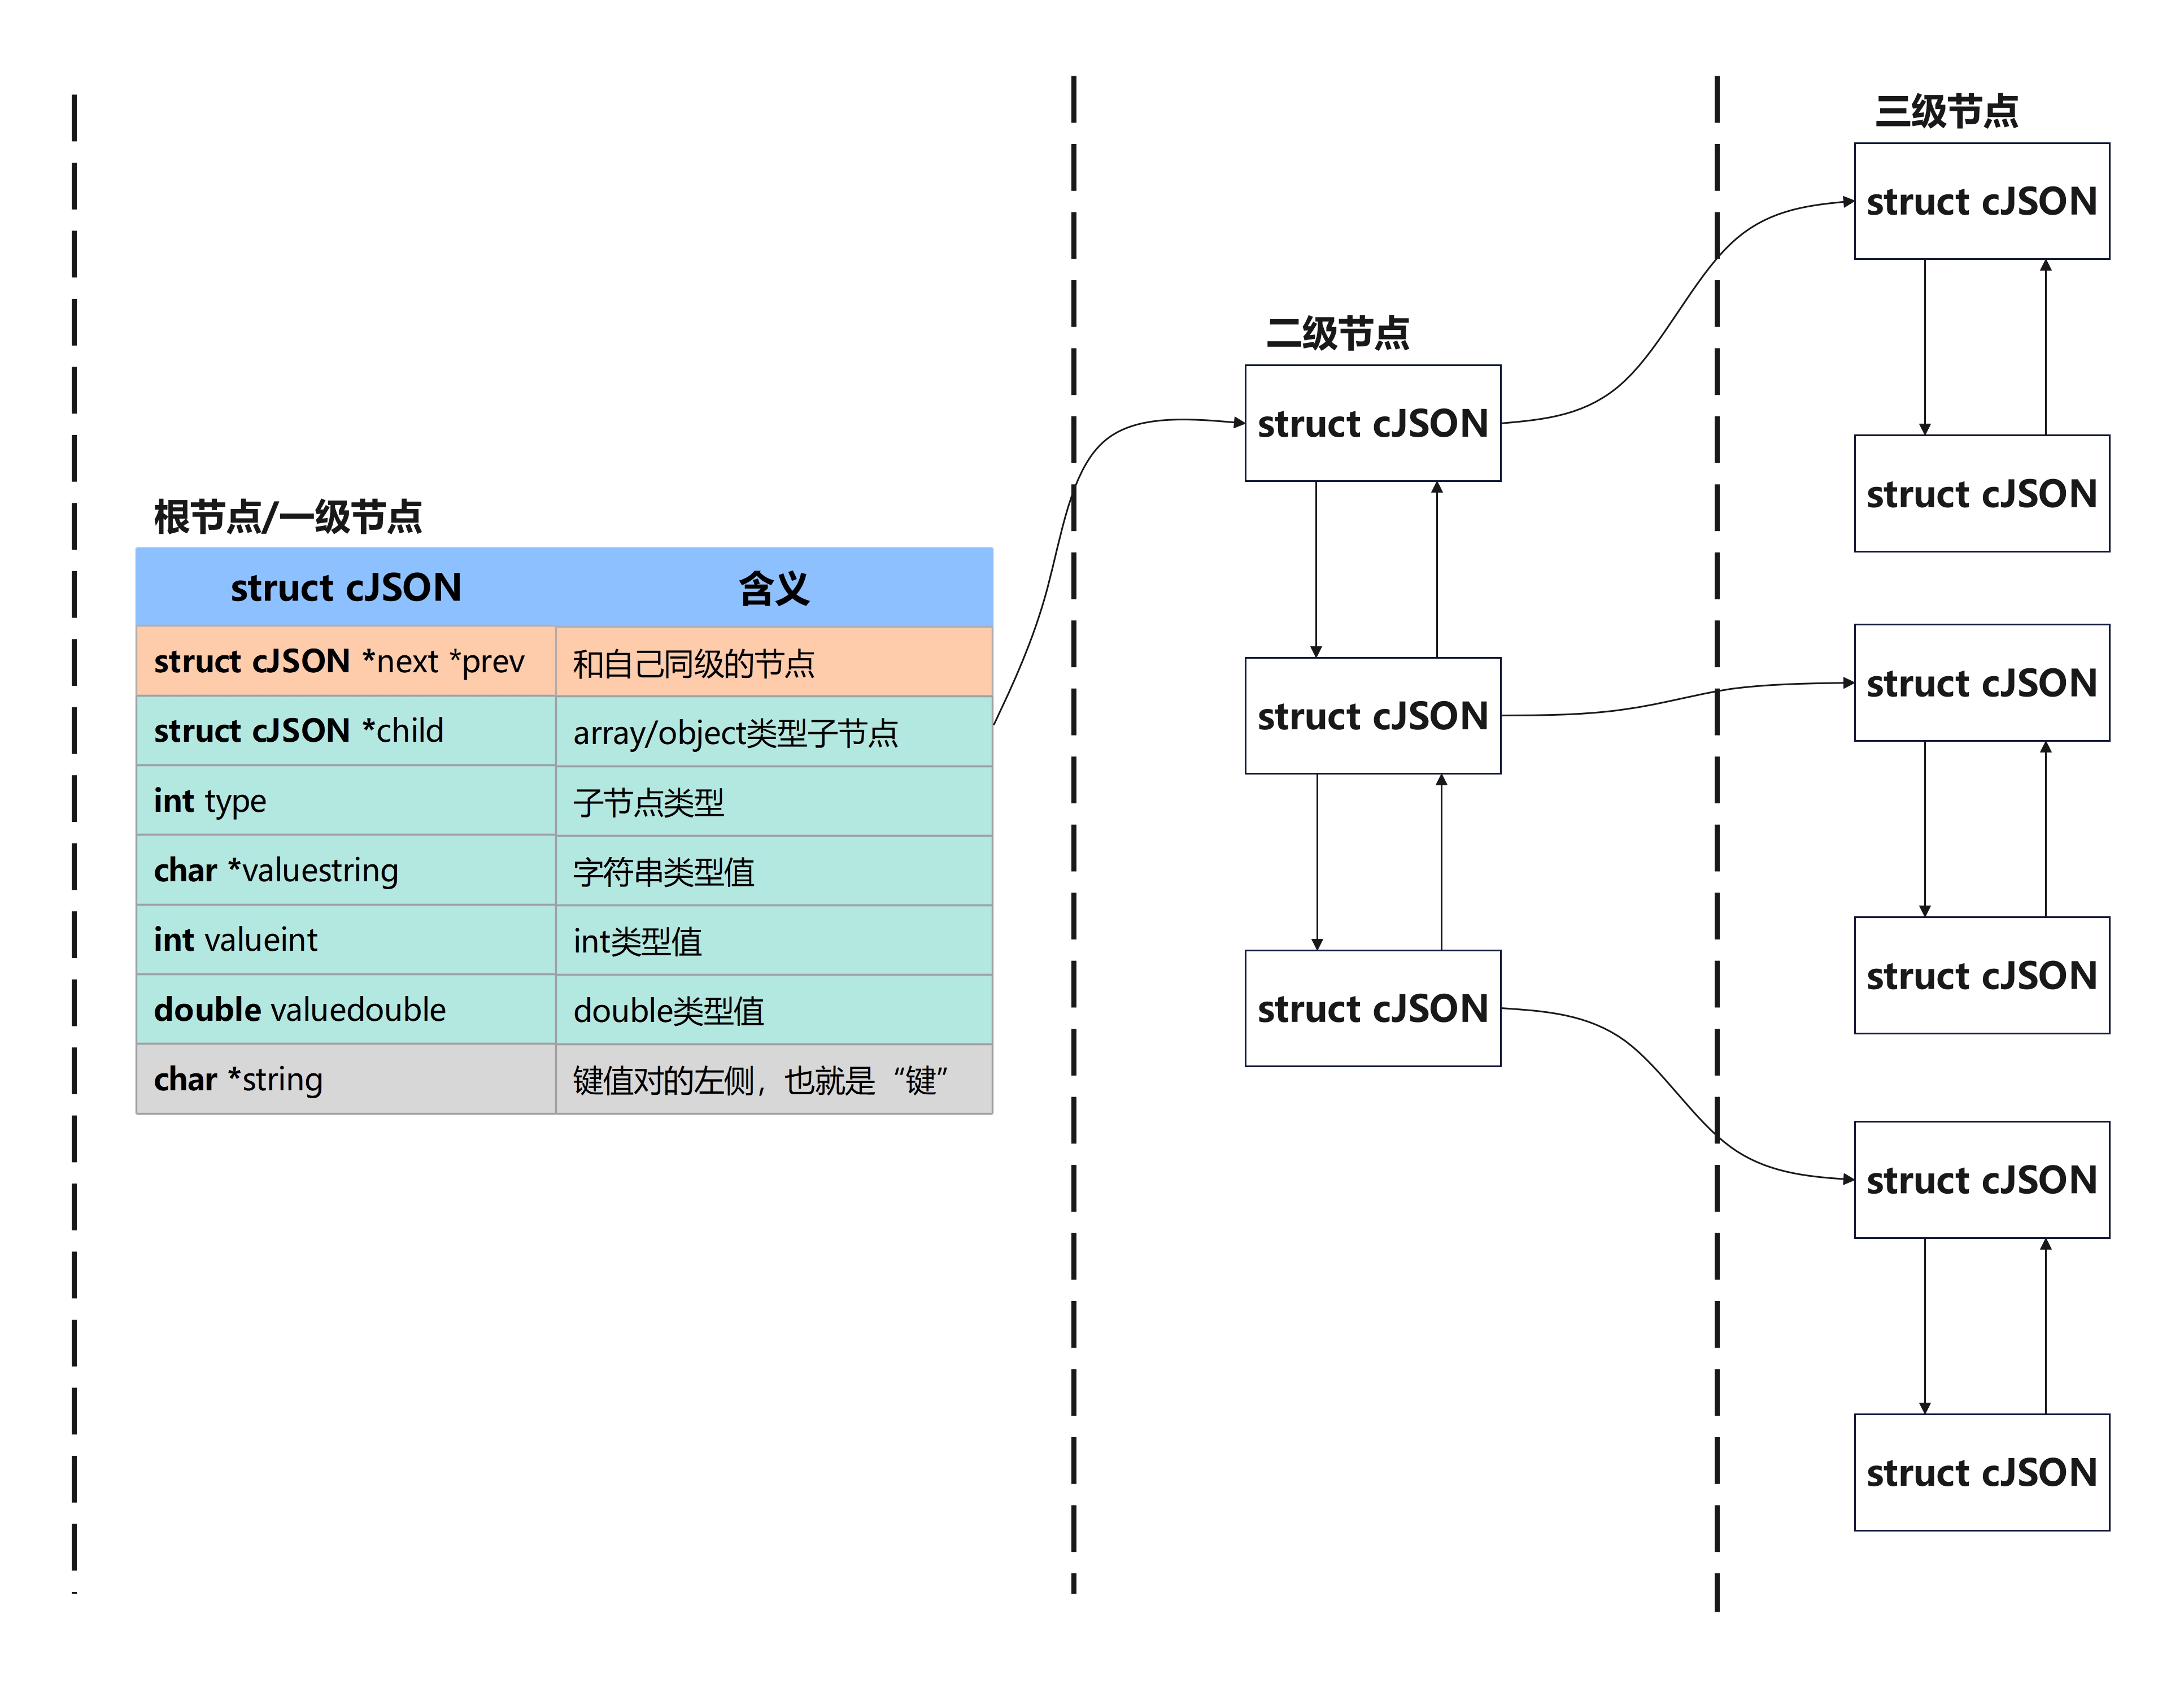 根节点/一级节点
struct cJSON 含义
struct cJSON *next *prev 和自己同级的节点
struct cJSON *child array/object类型子节点
int type 子节点类型
char *valuestring 字符串类型值
int valueint int类型值
double valuedouble double类型值
char *string 键值对的左侧，也就是“键”
二级节点
struct cJSON
struct cJSON
struct cJSON
三级节点
struct cJSON
struct cJSON
struct cJSON
struct cJSON
struct cJSON
struct cJSON